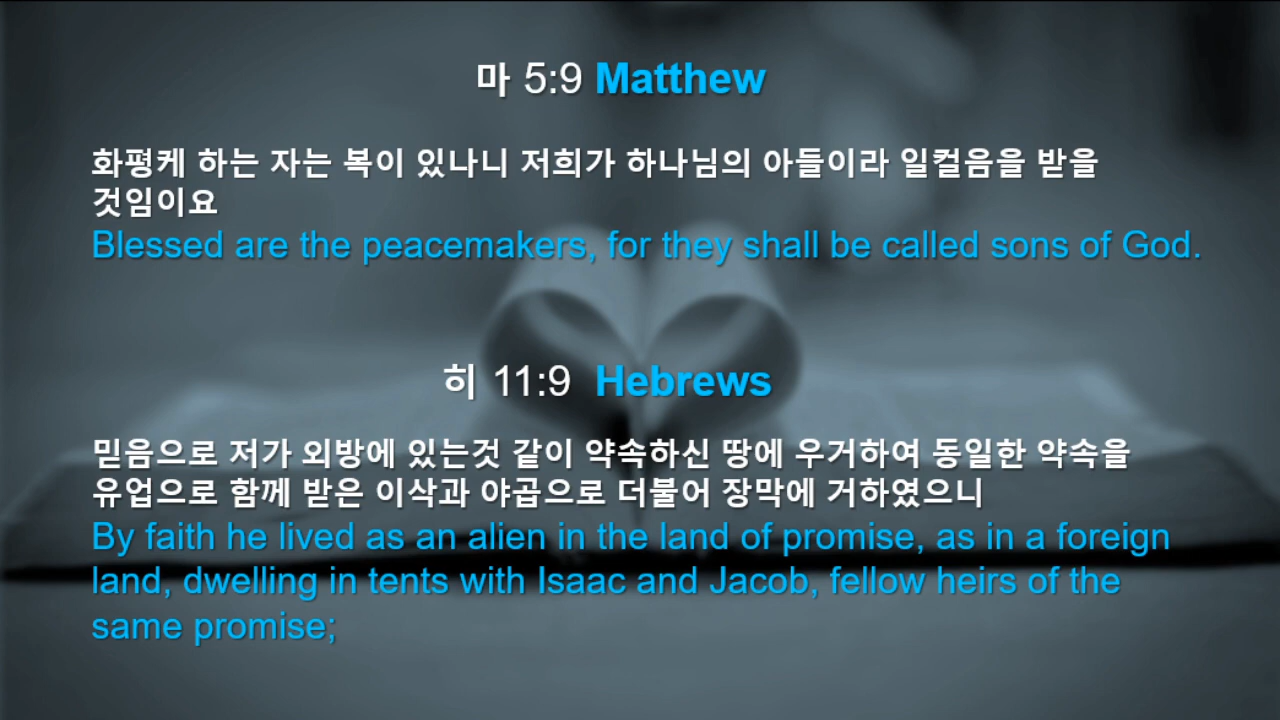 마 5:9 Matthew
화평케 하는 자는 복이 있나니 저희가 하나님의 아들이라 일컬음을 받을
것임이요
Blessed are the peacemakers, for they shall be called sons of God.
히 11:9 Hebrews
믿음으로 저가 외방에 있는것 같이 약속하신 땅에 우거하여 동일한 약속을
유업으로 함께 받은 이삭과 야곱으로 더불어 장막에 거하였으니
By faith he lived as an alien in the land of promise, as in a foreign
land, dwelling in tents with Isaac and Jacob, fellow heirs of the
same promise;